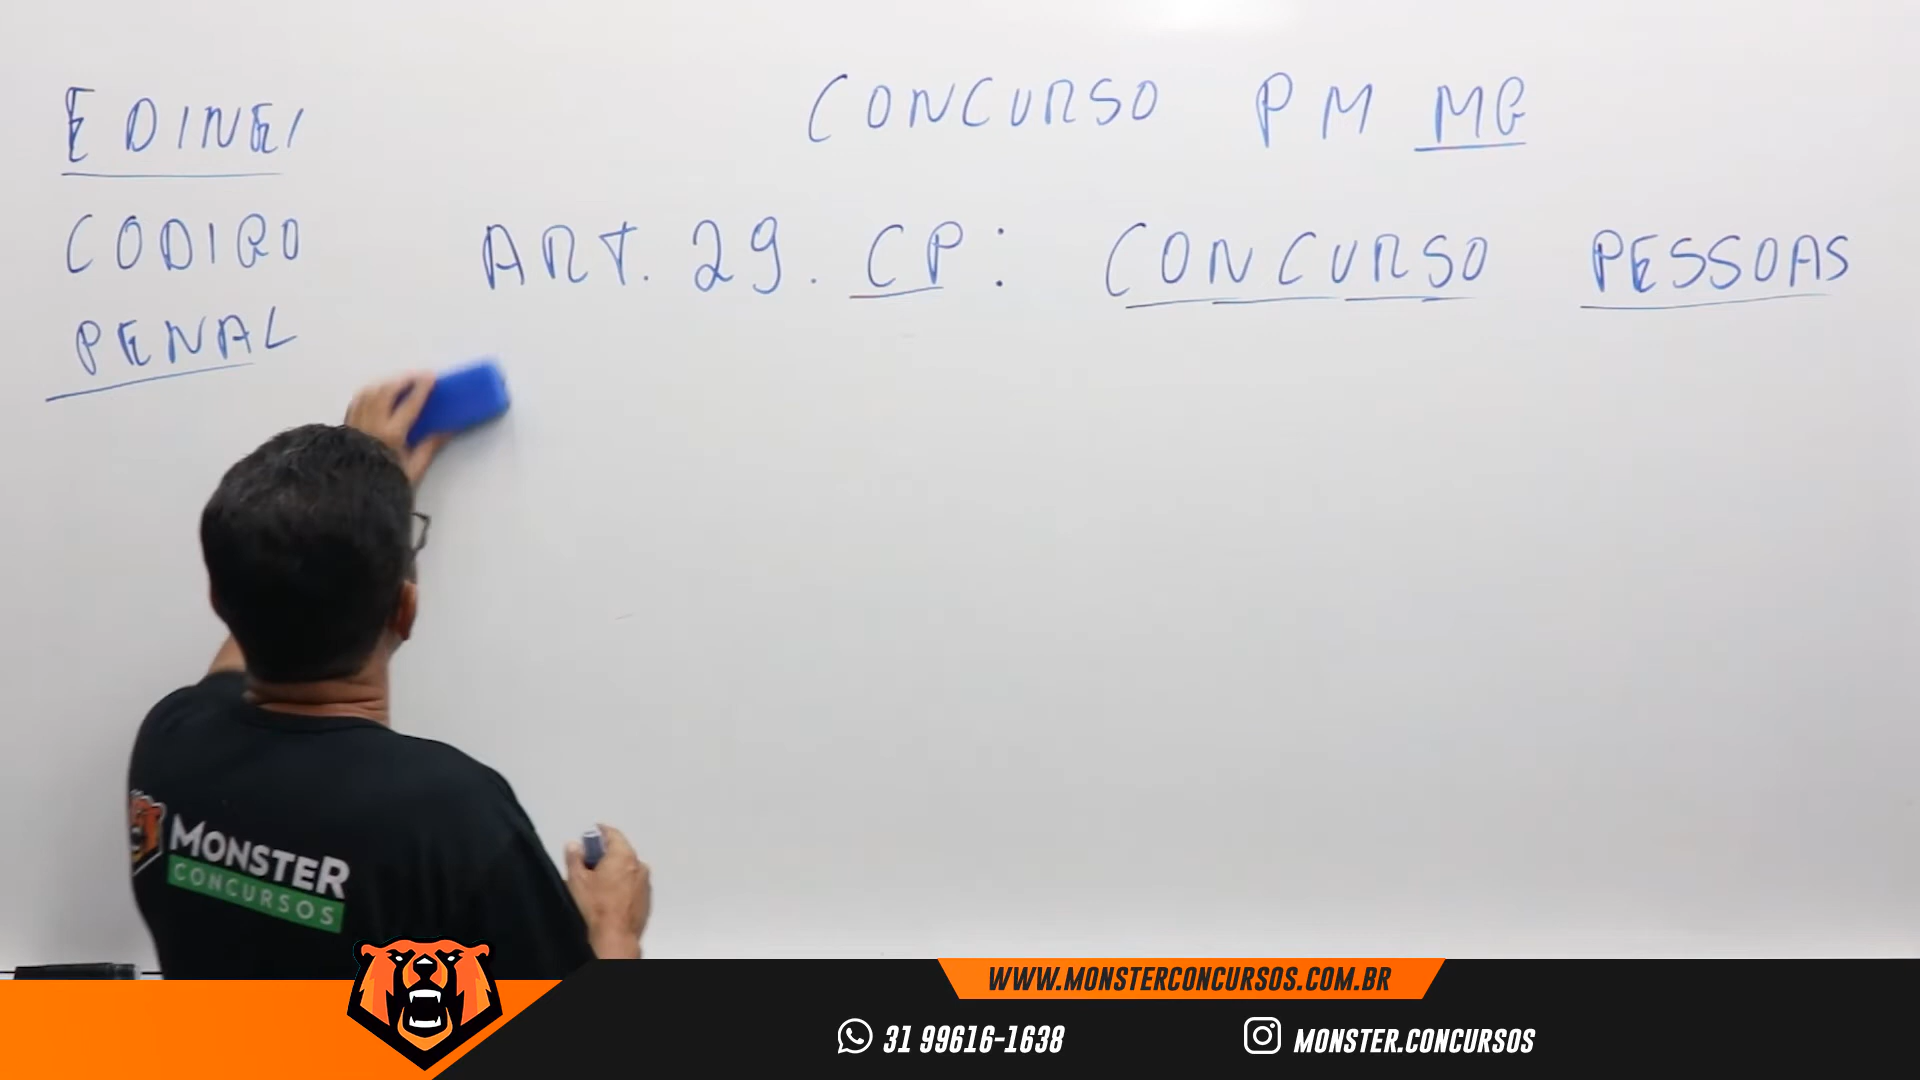 EDINEI
CODIGO
PENAL
CONCURSO PM MG
ART. 29. CP: CONCURSO PESSOAS
MONSTER
CONCURSOS
WWW.MONSTERCONCURSOS.COM.BR
31 99616-1638
MONSTER.CONCURSOS